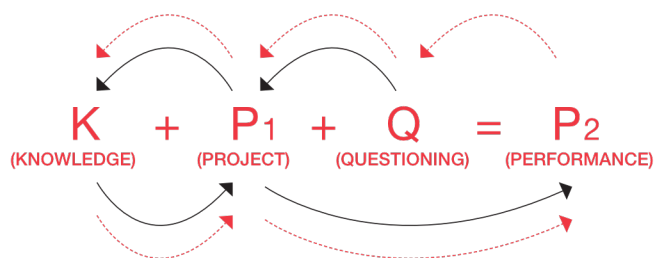 K + P1 + Q = P2
(KNOWLEDGE) (PROJECT) (QUESTIONING) (PERFORMANCE)